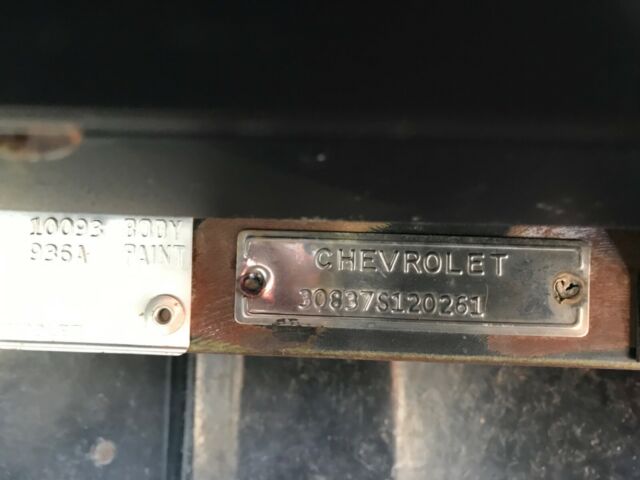 10093 BODY
936A PAINT
CHEVROLET
30837S120261